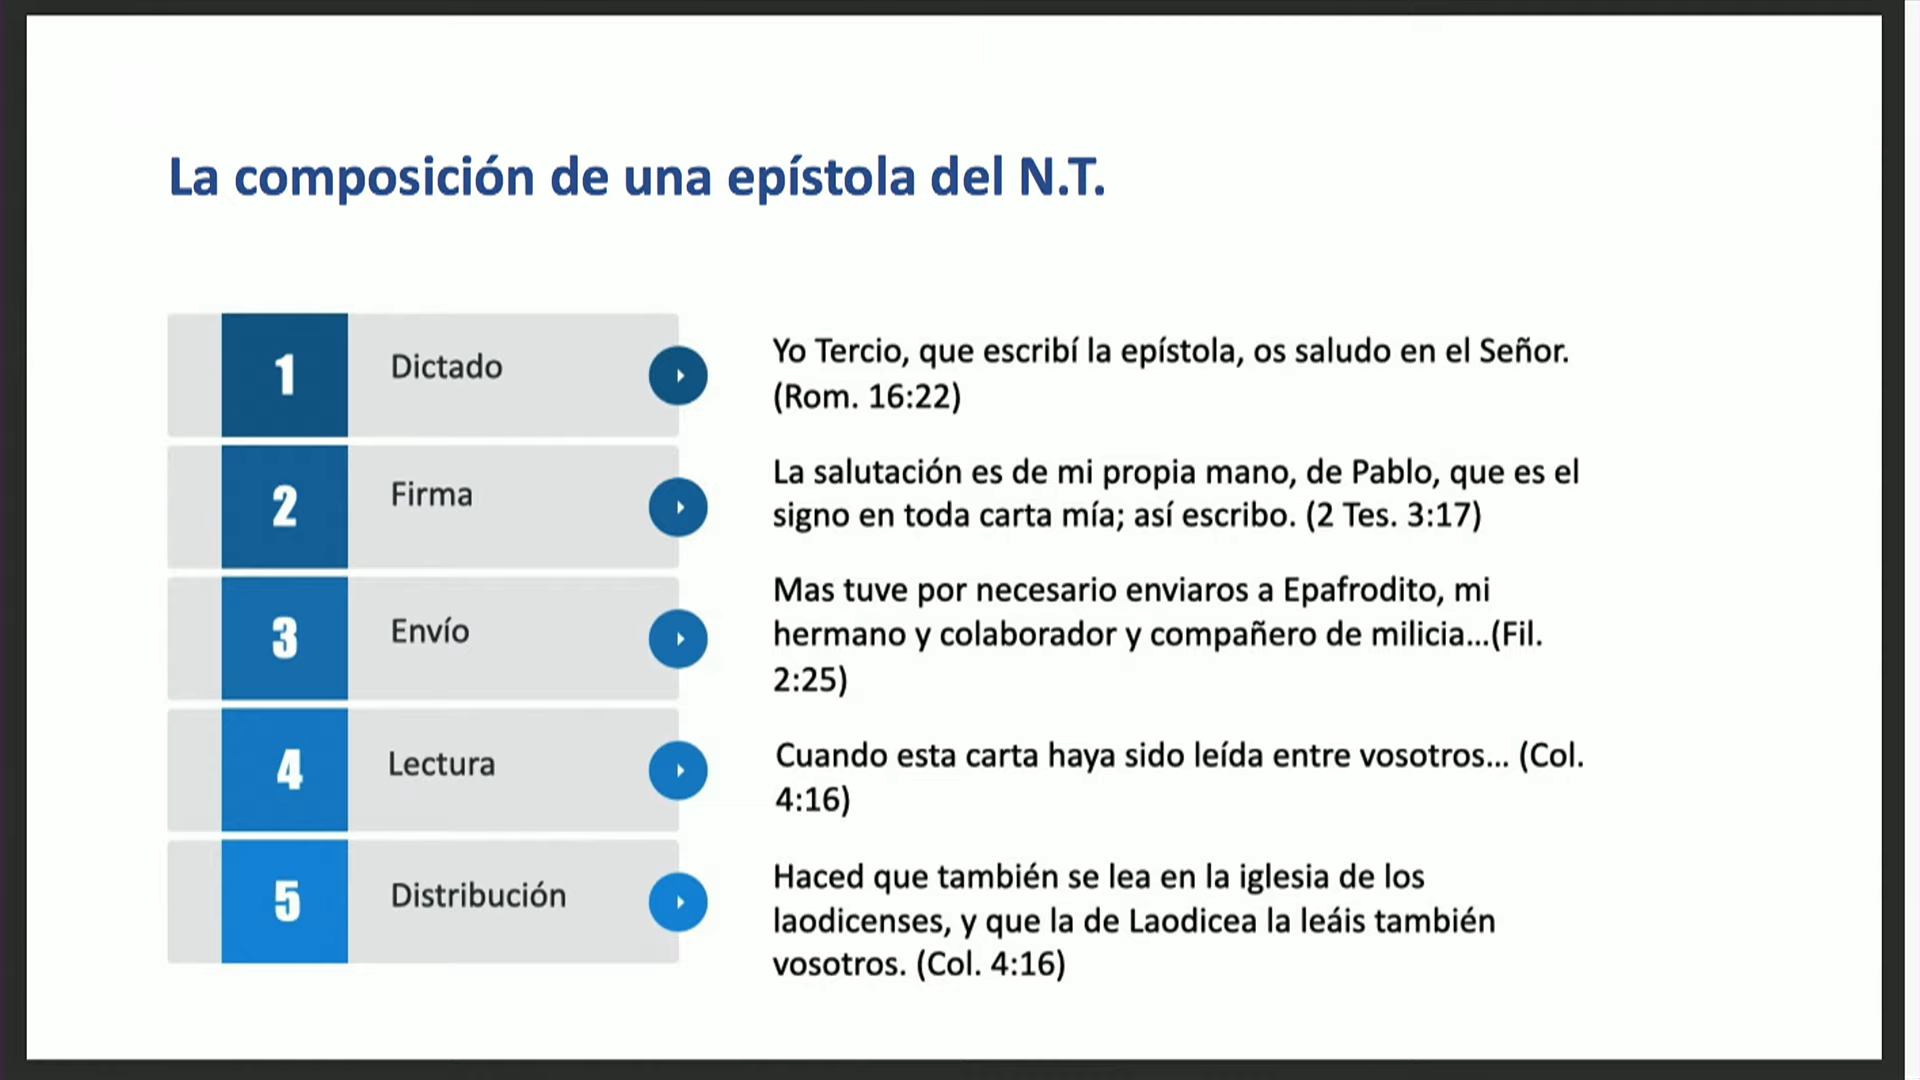 La composición de una epístola del N.T.
1
Dictado
Yo Tercio, que escribí la epístola, os saludo en el Señor.
(Rom. 16:22)
2
Firma
La salutación es de mi propia mano, de Pablo, que es el
signo en toda carta mía; así escribo. (2 Tes. 3:17)
3
Envío
Mas tuve por necesario enviaros a Epafrodito, mi
hermano y colaborador y compañero de milicia...(Fil.
2:25)
4
Lectura
Cuando esta carta haya sido leída entre vosotros... (Col.
4:16)
5
Distribución
Haced que también se lea en la iglesia de los
laodicenses, y que la de Laodicea la leáis también
vosotros. (Col. 4:16)